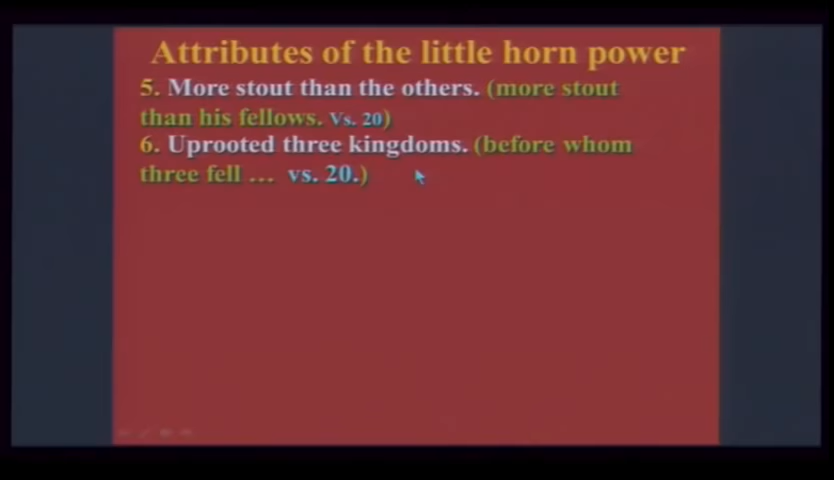 Attributes of the little horn power
5. More stout than the others. (more stout
than his fellows. Vs. 20)
6. Uprooted three kingdoms. (before whom
three fell ... vs. 20.)